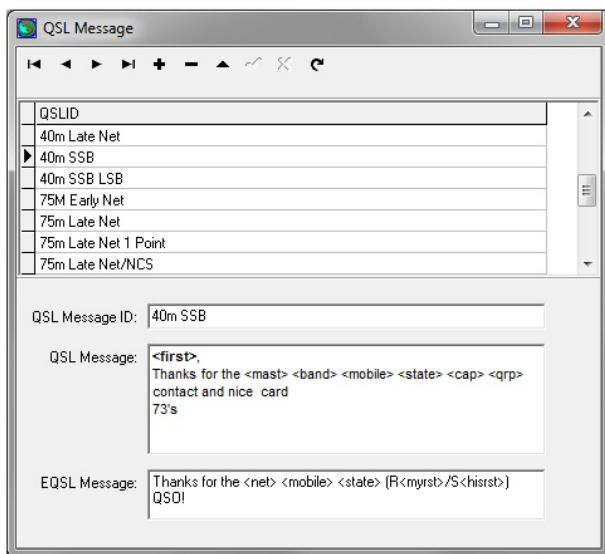 QSL Message
QSLID
40m Late Net
40m SSB
40m SSB LSB
75M Early Net
75m Late Net
75m Late Net 1 Point
75m Late Net/NCS
QSL Message ID: 40m SSB
QSL Message: <first>,
Thanks for the <mast> <band> <mobile> <state> <cap> <qrp>
contact and nice  card
73's
EQSL Message: Thanks for the <net> <mobile> <state> (R<myrst>/S<hisrst>)
QSO!